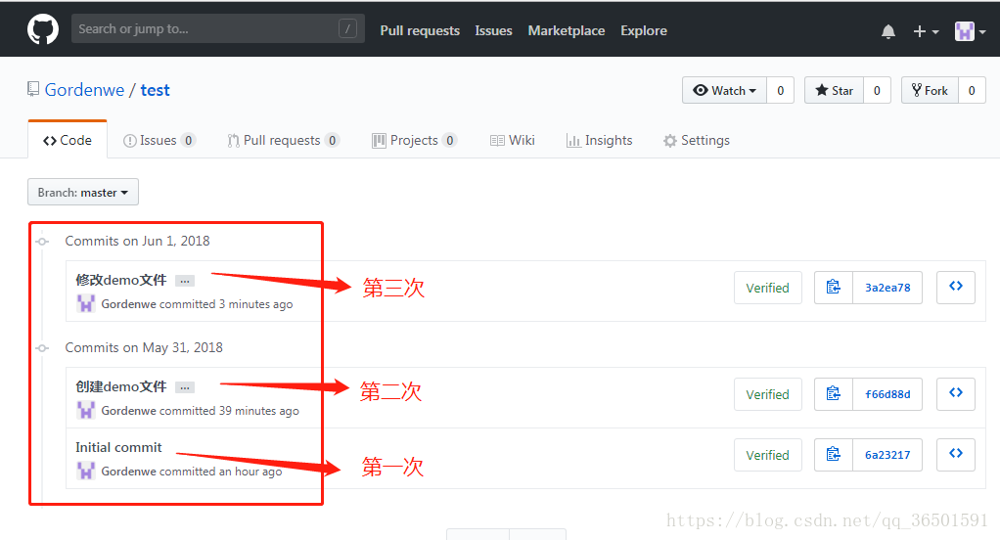 Search or jump to... / Pull requests Issues Marketplace Explore
Gordenwe / test Watch 0 Star 0 Fork 0
Code Issues 0 Pull requests 0 Projects 0 Wiki Insights Settings
Branch: master
Commits on Jun 1, 2018
修改demo文件 ... 第三次 Verified 3a2ea78
Gordenwe committed 3 minutes ago
Commits on May 31, 2018
创建demo文件 ... 第二次 Verified f66d88d
Gordenwe committed 39 minutes ago
Initial commit 第一次 Verified 6a23217
Gordenwe committed an hour ago
https://blog.csdn.net/qq_36501591